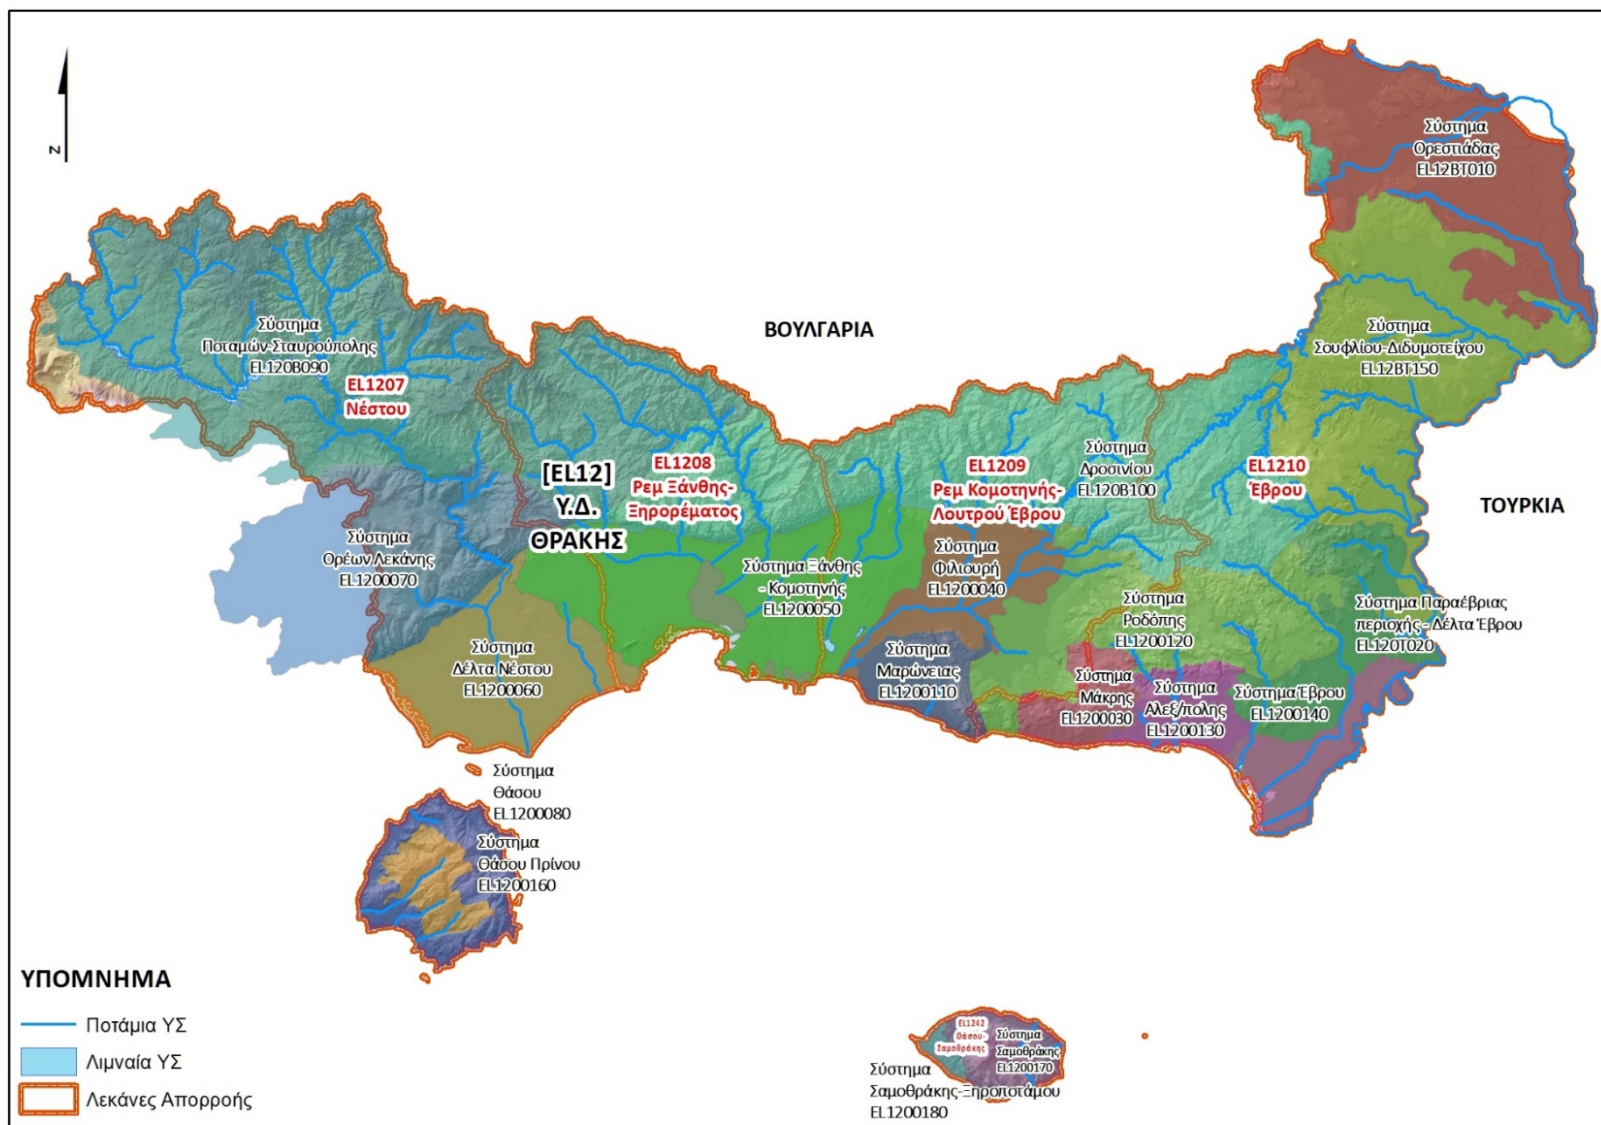 Ζ
Σύστημα
Ορεστιάδας
EL12BT010
ΒΟΥΛΓΑΡΙΑ
Σύστημα
Ποταμών-Σταυρούπολης
EL120B090
EL1207
Νέστου
Σύστημα
Σουφλίου-Διδυμοτείχου
EL12BT150
[EL12]
Υ.Δ.
ΘΡΑΚΗΣ
EL1208
Ρεμ Ξάνθης-
Ξηρορέματος
EL1209
Ρεμ Κομοτηνής-
Λουτρού Έβρου
Σύστημα
Δροσινίου
EL120B100
EL1210
Έβρου
ΤΟΥΡΚΙΑ
Σύστημα
Ορέων Λεκάνης
EL1200070
Σύστημα Ξάνθης
- Κομοτηνής
EL1200050
Σύστημα
Φιλιουρή
EL1200040
Σύστημα
Ροδόπης
EL1200120
Σύστημα Παραέβριας
περιοχής - Δέλτα Έβρου
EL120T020
Σύστημα
Δέλτα Νέστου
EL1200060
Σύστημα
Μαρώνειας
EL1200110
Σύστημα
Μάκρης
EL1200030
Σύστημα
Αλεξ/πολης
EL1200130
Σύστημα Έβρου
EL1200140
Σύστημα
Θάσου
EL1200080
Σύστημα
Θάσου Πρίνου
EL1200160
ΥΠΟΜΝΗΜΑ
Ποτάμια ΥΣ
Λιμναία ΥΣ
Λεκάνες Απορροής
EL1242
Θάσου-
Σαμοθράκης
Σύστημα
Σαμοθράκης
EL1200170
Σύστημα
Σαμοθράκης-Ξηροποτάμου
EL1200180